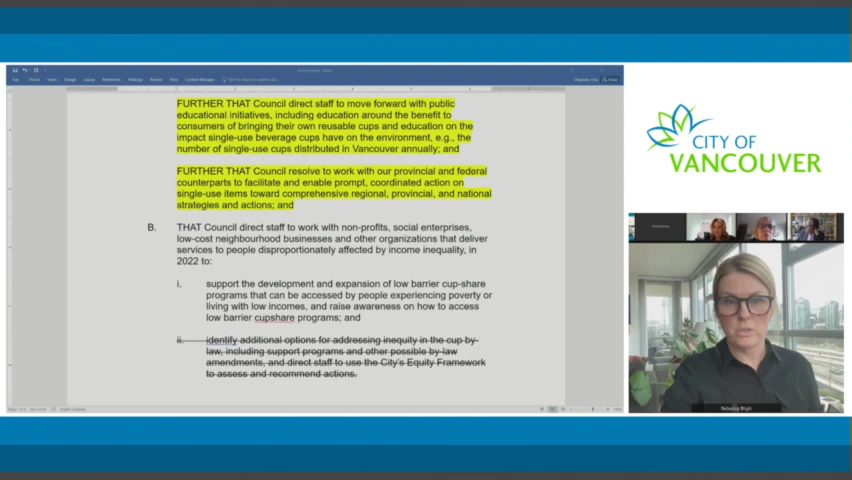 FURTHER THAT Council direct staff to move forward with public
educational initiatives, including education around the benefit to
consumers of bringing their own reusable cups and education on the
impact single-use beverage cups have on the environment, e.g., the
number of single-use cups distributed in Vancouver annually; and
FURTHER THAT Council resolve to work with our provincial and federal
counterparts to facilitate and enable prompt, coordinated action on
single-use items toward comprehensive regional, provincial, and national
strategies and actions; and
B. THAT Council direct staff to work with non-profits, social enterprises,
low-cost neighbourhood businesses and other organizations that deliver
services to people disproportionately affected by income inequality, in
2022 to:
i. support the development and expansion of low barrier cup-share
programs that can be accessed by people experiencing poverty or
living with low incomes, and raise awareness on how to access
low barrier cupshare programs; and
ii. identify additional options for addressing inequity in the cup by-
law, including support programs and other possible by-law
amendments, and direct staff to use the City's Equity Framework
to assess and recommend actions.
CITY OF
VANCOUVER
Rebecca Bligh